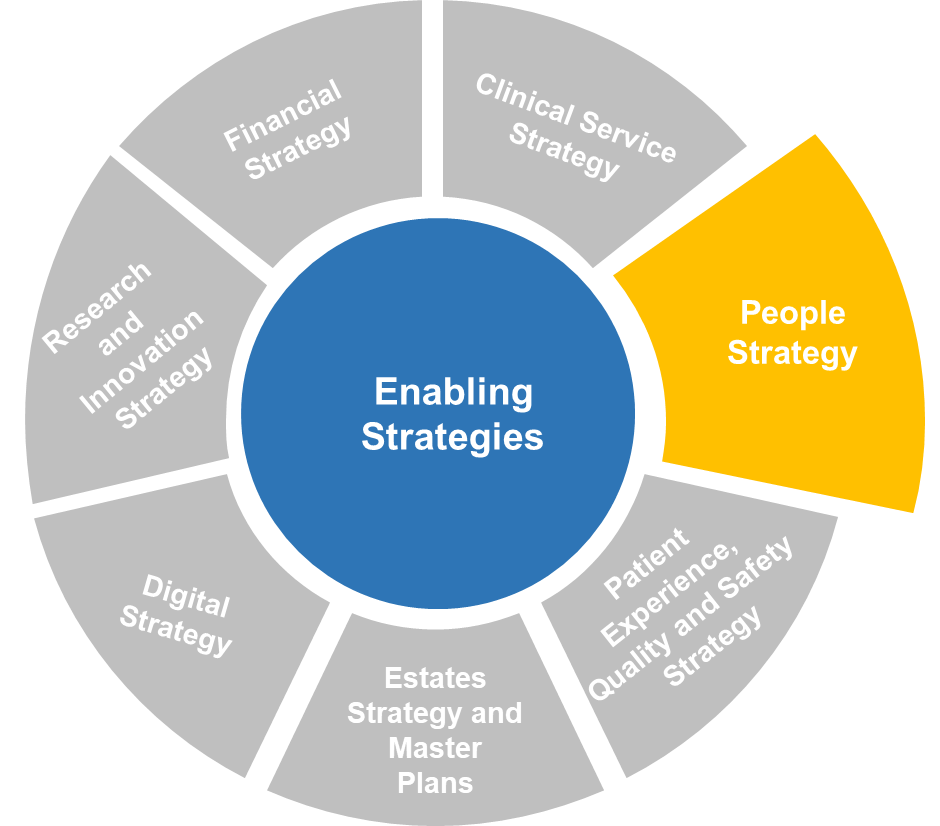 Financial
Strategy
Clinical Service
Strategy
People
Strategy
Research
and
Innovation
Strategy
Enabling
Strategies
Patient
Experience,
Quality and Safety
Strategy
Digital
Strategy
Estates
Strategy and
Master
Plans